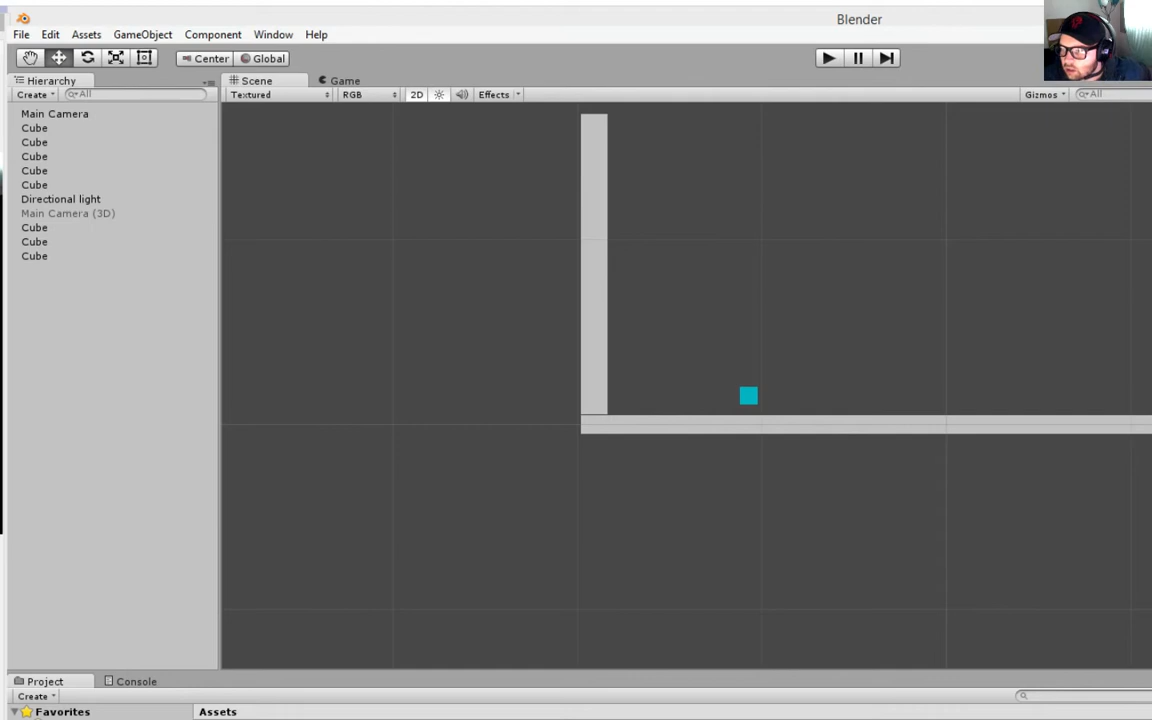 Blender
File Edit Assets GameObject Component Window Help
Center Global
Hierarchy Scene Game
Create All Textured RGB 2D Effects Gizmos All
Main Camera
Cube
Cube
Cube
Cube
Cube
Directional light
Main Camera (3D)
Cube
Cube
Cube
Project Console
Create
Favorites Assets